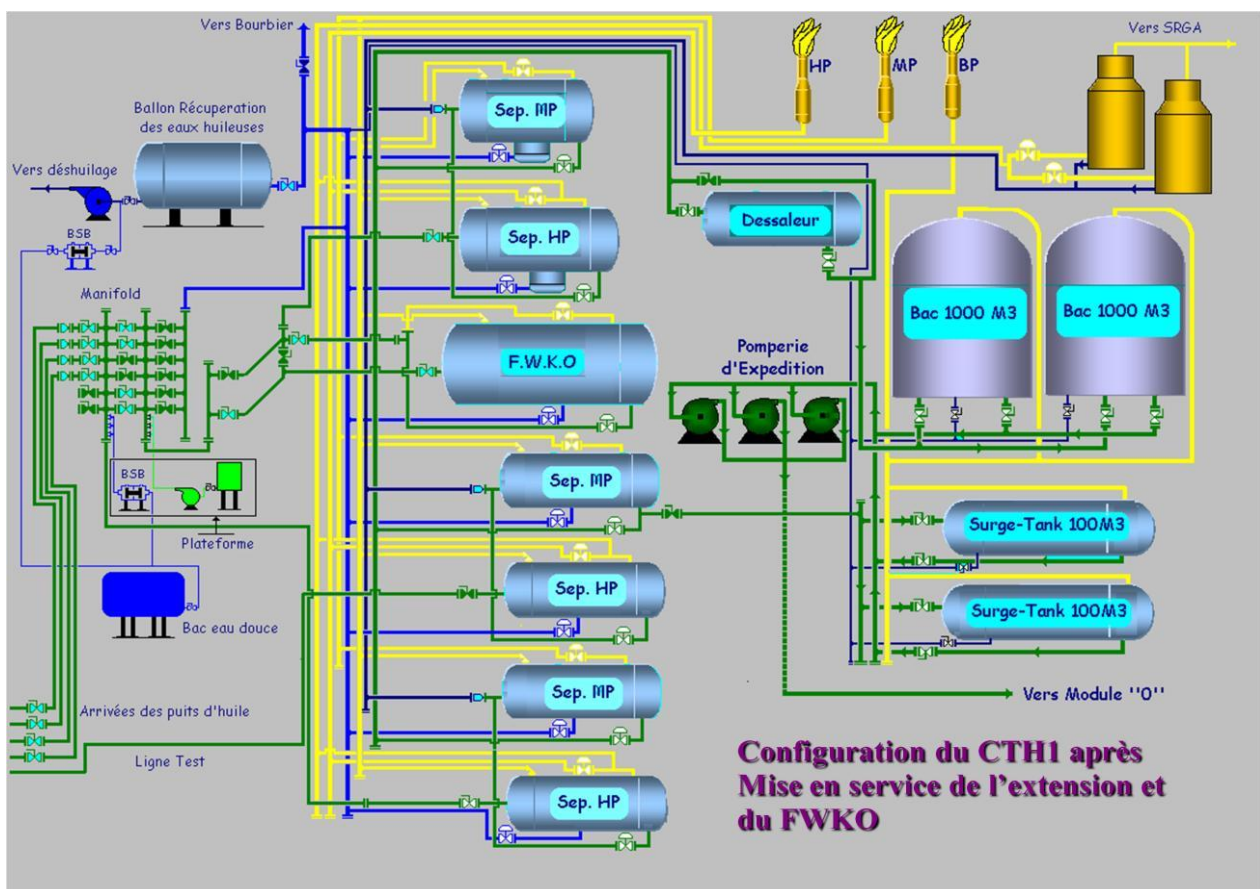 Vers Bourbier
HP
MP
BP
Vers SRGA
Ballon Récuperation
des eaux huileuses
Sep. MP
Vers déshuilage
BSB
Sep. HP
Dessaleur
Manifold
Bac 1000 M3
Bac 1000 M3
F.W.K.O
Pomperie
d'Expedition
BSB
Sep. MP
Plateforme
Surge-Tank 100M3
Sep. HP
Surge-Tank 100M3
Bac eau douce
Sep. MP
Vers Module "O"
Arrivées des puits d'huile
Ligne Test
Sep. HP
Configuration du CTH1 après
Mise en service de l'extension et
du FWKO